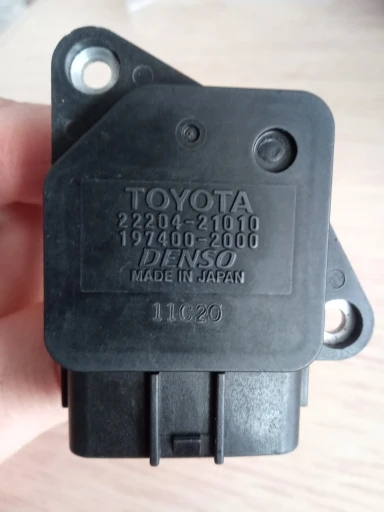 TOYOTA
22204-21010
197400-2000
DENSO
MADE IN JAPAN
11C20